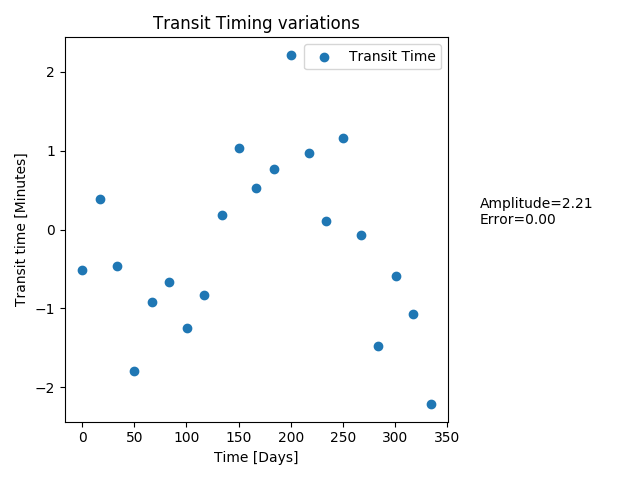 Transit Timing variations
Transit Time
Transit time [Minutes]
2
1
0
−1
−2
Amplitude=2.21
Error=0.00
0 50 100 150 200 250 300 350
Time [Days]